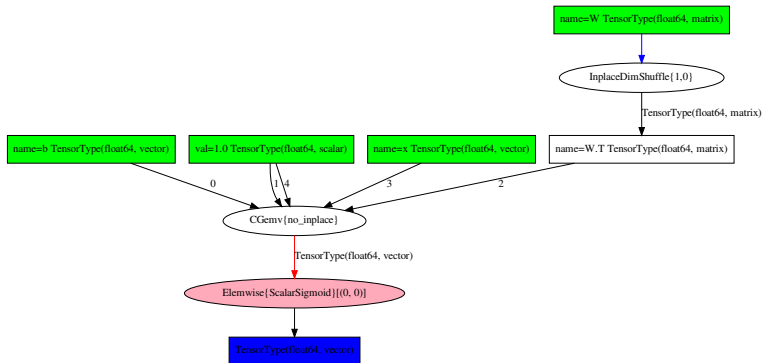 name=W TensorType(float64, matrix)
InplaceDimShuffle{1,0}
TensorType(float64, matrix)
name=b TensorType(float64, vector)
val=1.0 TensorType(float64, scalar)
name=x TensorType(float64, vector)
name=W.T TensorType(float64, matrix)
0
1
4
3
2
CGemv{no_inplace}
TensorType(float64, vector)
Elemwise{ScalarSigmoid}[(0, 0)]
TensorType(float64, vector)